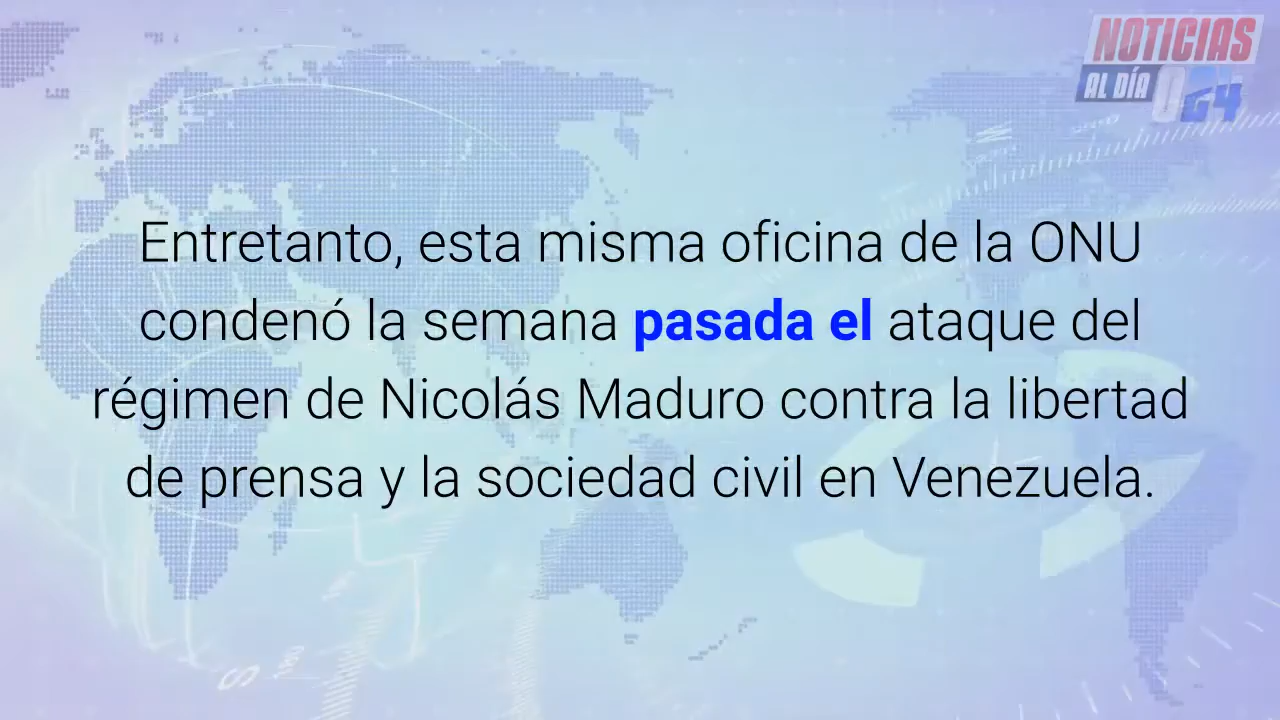 NOTICIAS
AL DÍA 024
Entretanto, esta misma oficina de la ONU
condenó la semana pasada el ataque del
régimen de Nicolás Maduro contra la libertad
de prensa y la sociedad civil en Venezuela.